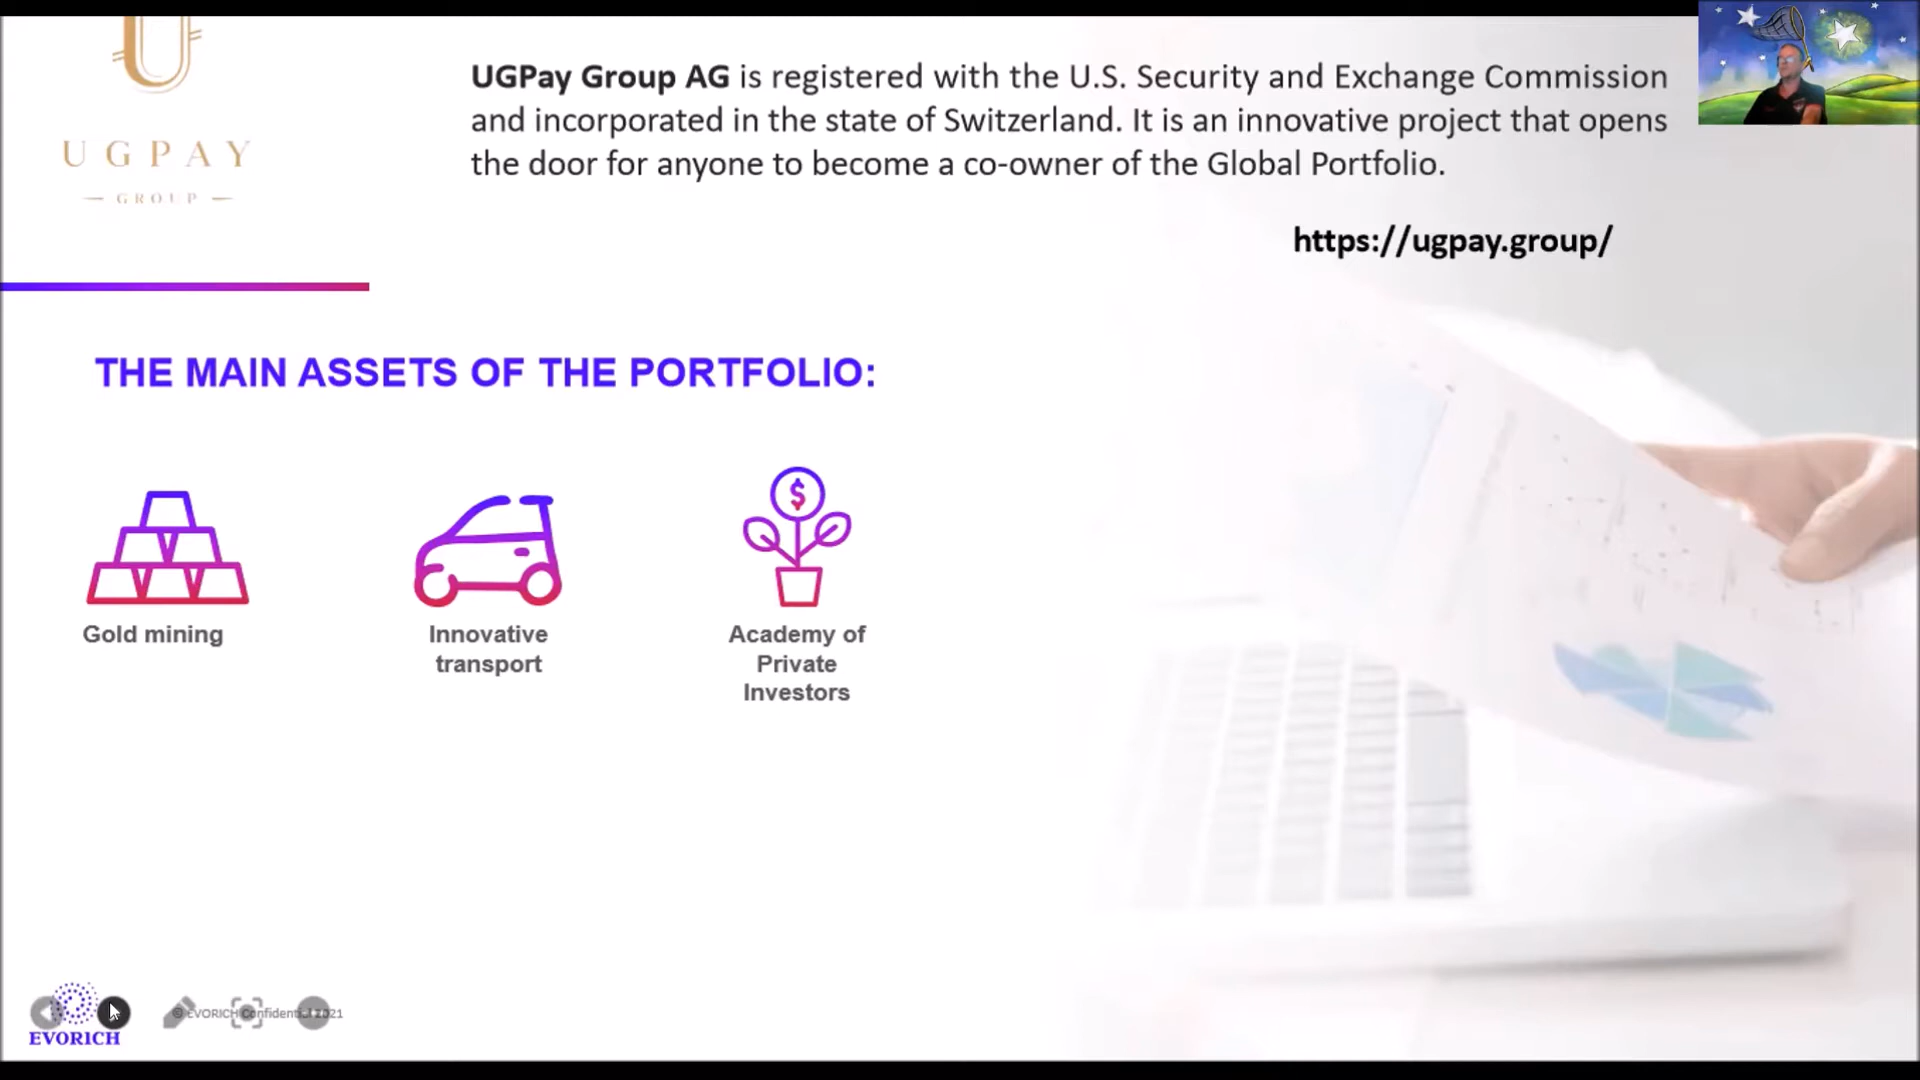 UGPAY
GROUP
UGPay Group AG is registered with the U.S. Security and Exchange Commission
and incorporated in the state of Switzerland. It is an innovative project that opens
the door for anyone to become a co-owner of the Global Portfolio.
https://ugpay.group/
THE MAIN ASSETS OF THE PORTFOLIO:
Gold mining
Innovative
transport
Academy of
Private
Investors
EVORICH
© EVORICH Confidential 2021